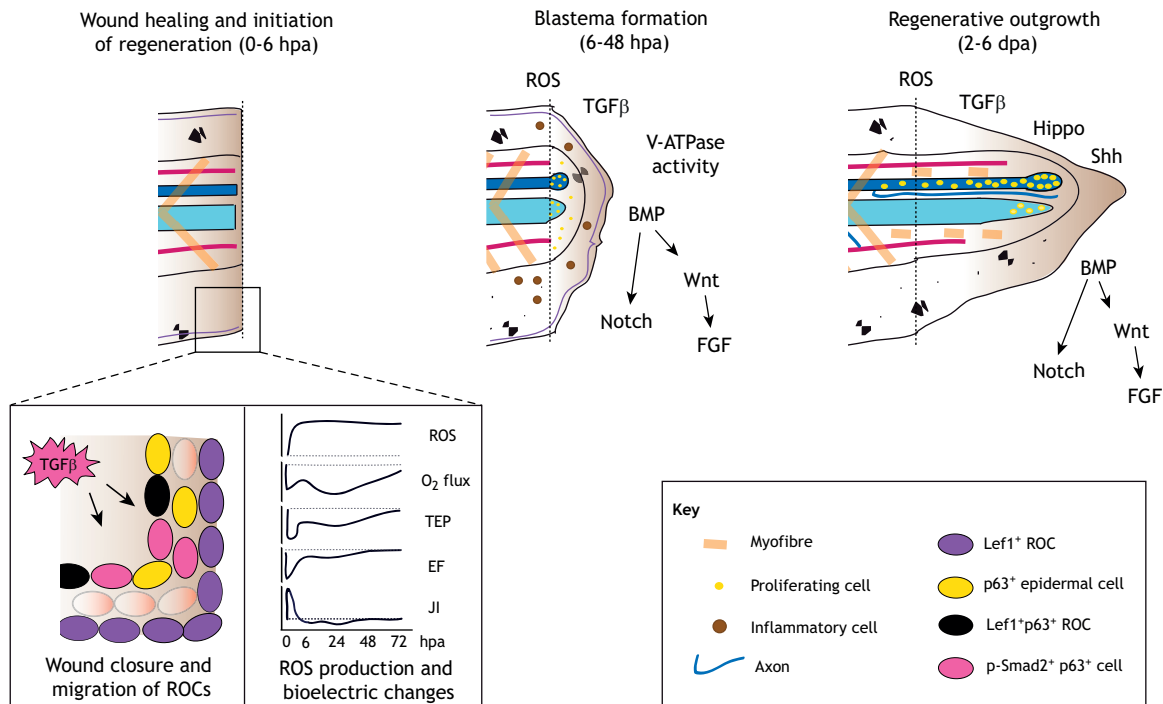 Wound healing and initiation
of regeneration (0-6 hpa)
Blastema formation
(6-48 hpa)
Regenerative outgrowth
(2-6 dpa)
ROS
TGFβ
V-ATPase
activity
BMP
Wnt
Notch
FGF
ROS
TGFβ
Hippo
Shh
BMP
Wnt
Notch
FGF
TGFβ
Wound closure and
migration of ROCs
ROS
O₂ flux
TEP
EF
JI
0 6 24 48 72 hpa
ROS production and
bioelectric changes
Key
Myofibre
Proliferating cell
Inflammatory cell
Axon
Lef1⁺ ROC
p63⁺ epidermal cell
Lef1⁺p63⁺ ROC
p-Smad2⁺ p63⁺ cell